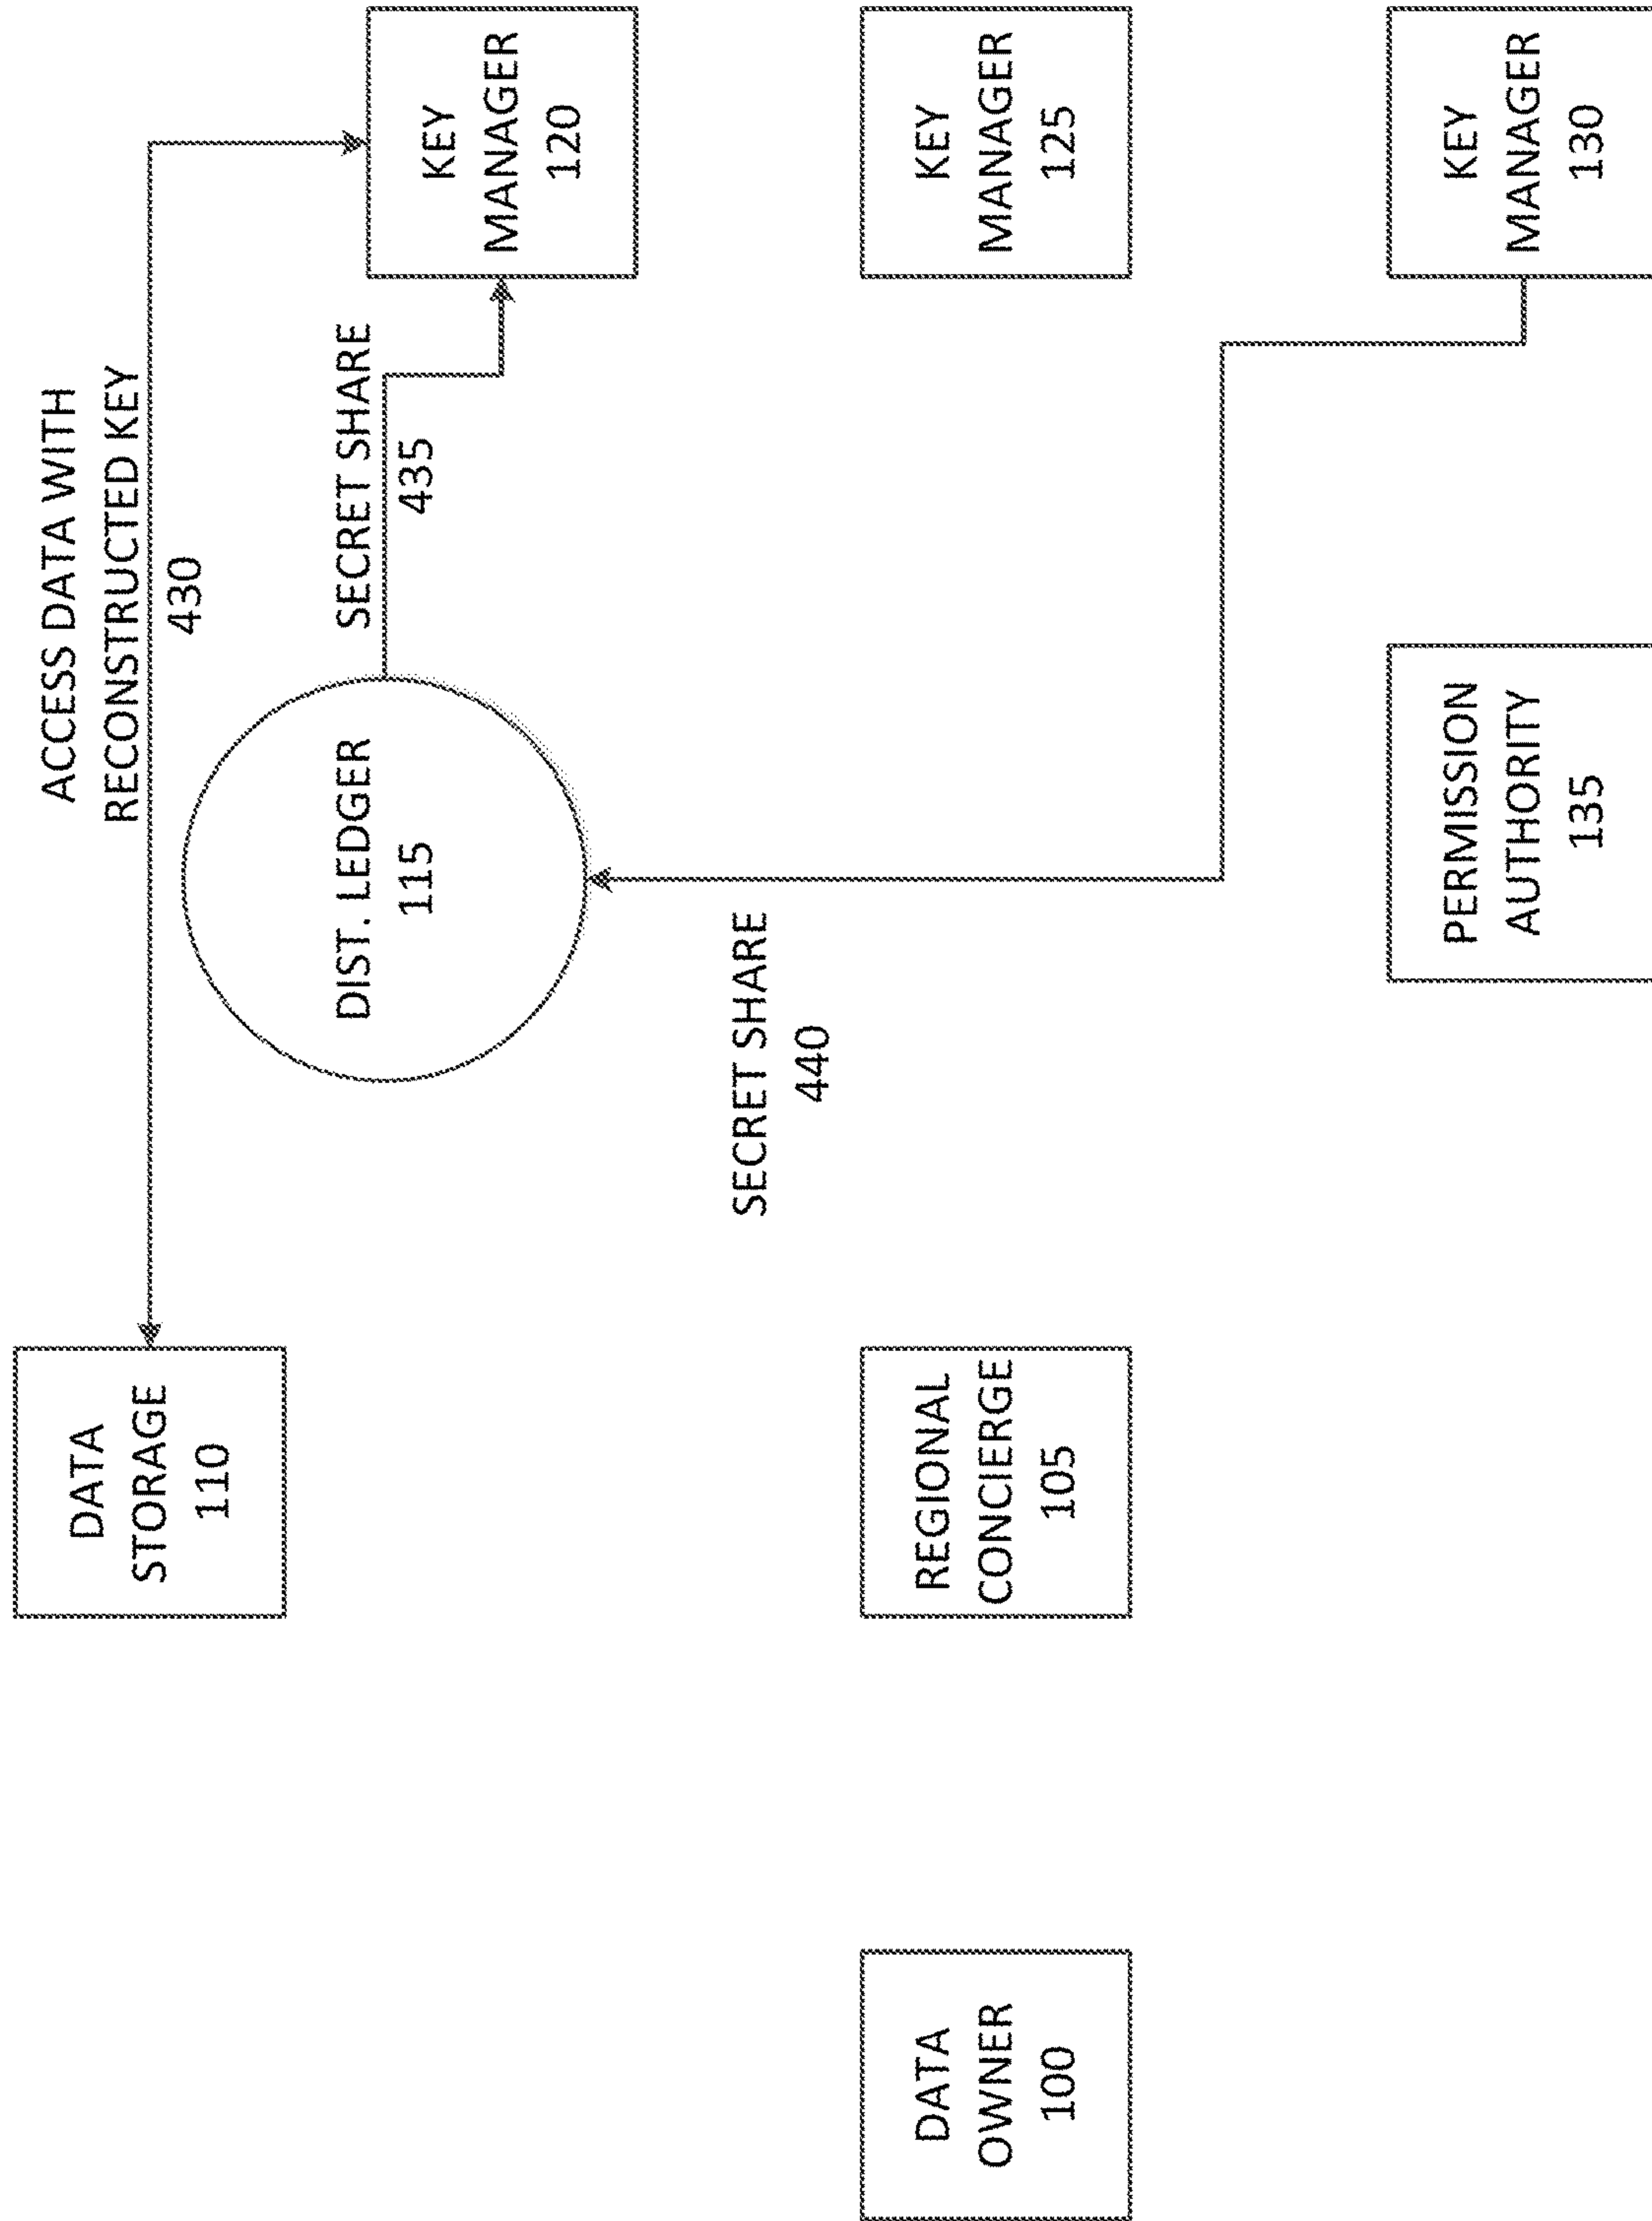 ACCESS DATA WITH
RECONSTRUCTED KEY
430
DATA
STORAGE
110
DIST. LEDGER
115
SECRET SHARE
435
KEY
MANAGER
120
SECRET SHARE
440
DATA
OWNER
100
REGIONAL
CONCIERGE
105
KEY
MANAGER
125
PERMISSION
AUTHORITY
135
KEY
MANAGER
130